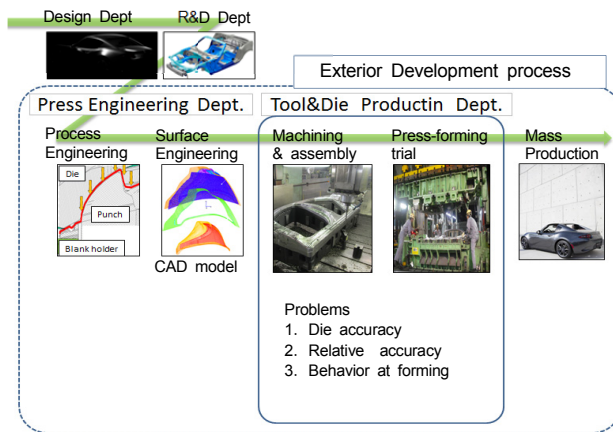 Design Dept
R&D Dept
Exterior Development process
Press Engineering Dept.
Tool&Die Productin Dept.
Process
Engineering
Surface
Engineering
Machining
& assembly
Press-forming
trial
Mass
Production
Die
Punch
Blank holder
CAD model
Problems
1. Die accuracy
2. Relative accuracy
3. Behavior at forming